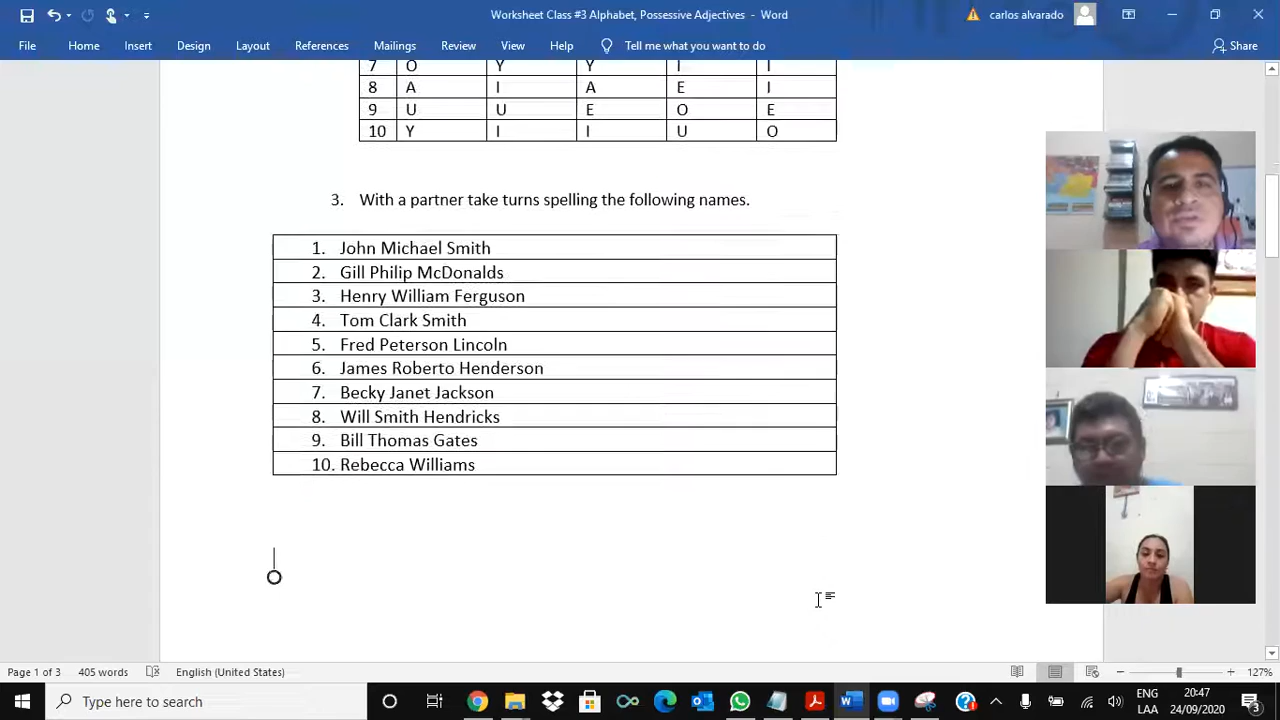 Worksheet Class #3 Alphabet, Possessive Adjectives - Word
carlos alvarado
File Home Insert Design Layout References Mailings Review View Help Tell me what you want to do Share
7 O Y Y I I
8 A I A E I
9 U U E O E
10 Y I I U O
3. With a partner take turns spelling the following names.
1. John Michael Smith
2. Gill Philip McDonalds
3. Henry William Ferguson
4. Tom Clark Smith
5. Fred Peterson Lincoln
6. James Roberto Henderson
7. Becky Janet Jackson
8. Will Smith Hendricks
9. Bill Thomas Gates
10. Rebecca Williams
Page 1 of 3 405 words English (United States) 127%
Type here to search
ENG 20:47
LAA 24/09/2020
3